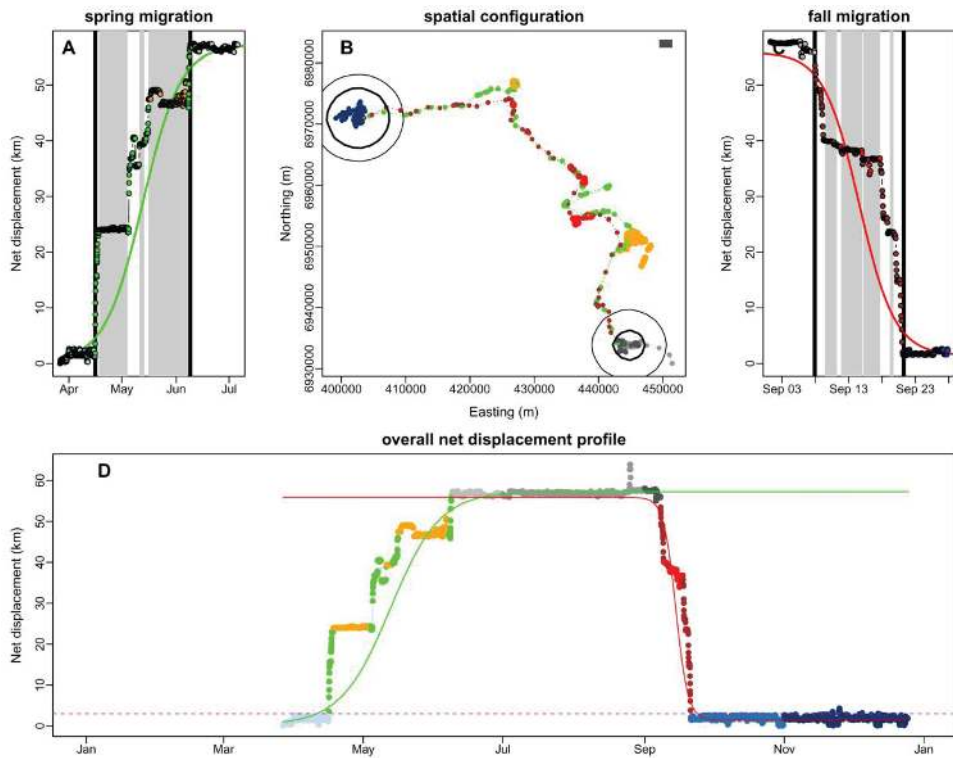 spring migration
spatial configuration
fall migration
A
B
C
Net displacement (km)
0
10
20
30
40
50
Apr
May
Jun
Jul
Northing (m)
6930000
6940000
6950000
6960000
6970000
6980000
400000
410000
420000
430000
440000
450000
Easting (m)
Net displacement (km)
0
10
20
30
40
50
Sep 03
Sep 13
Sep 23
overall net displacement profile
D
Net displacement (km)
0
10
20
30
40
50
60
Jan
Mar
May
Jul
Sep
Nov
Jan